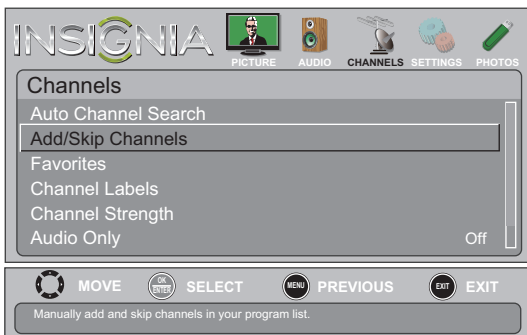 INSIGNIA
PICTURE AUDIO CHANNELS SETTINGS PHOTOS
Channels
Auto Channel Search
Add/Skip Channels
Favorites
Channel Labels
Channel Strength
Audio Only Off
MOVE OK ENTER SELECT MENU PREVIOUS EXIT EXIT
Manually add and skip channels in your program list.